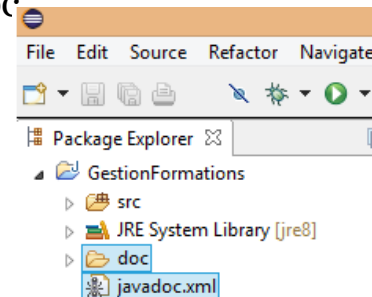 File Edit Source Refactor Navigate
Package Explorer
GestionFormations
src
JRE System Library [jre8]
doc
javadoc.xml